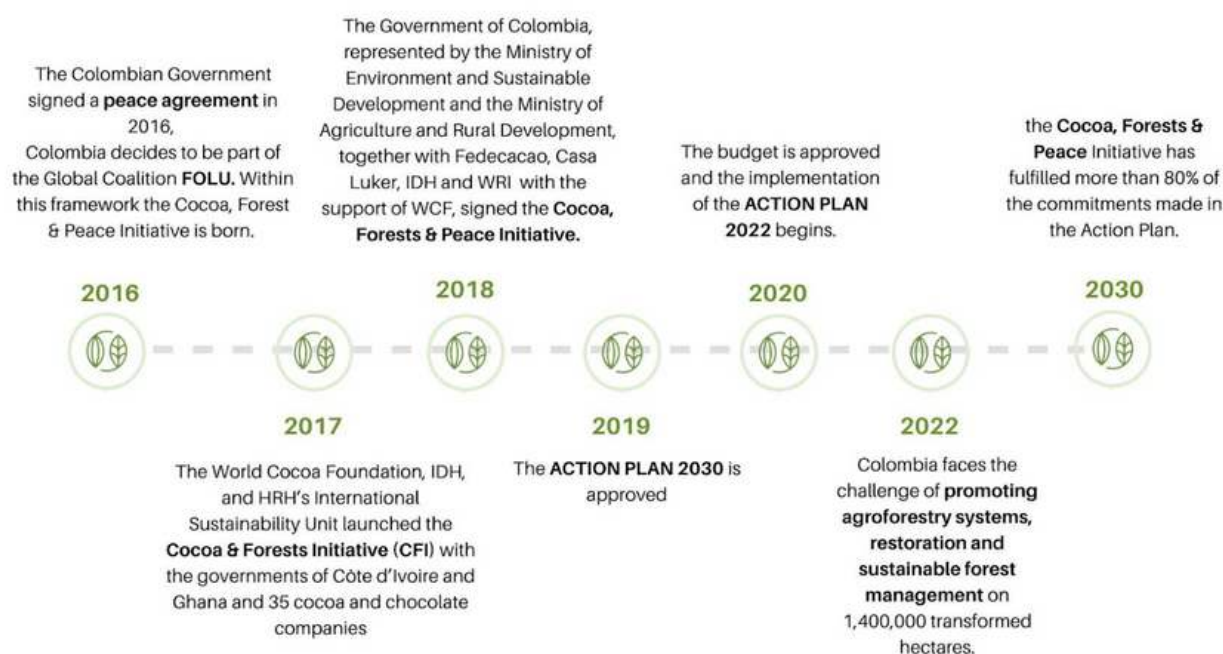 The Colombian Government
signed a peace agreement in
2016,
Colombia decides to be part of
the Global Coalition FOLU. Within
this framework the Cocoa, Forest
& Peace Initiative is born.
2016
The World Cocoa Foundation, IDH,
and HRH's International
Sustainability Unit launched the
Cocoa & Forests Initiative (CFI) with
the governments of Côte d'Ivoire and
Ghana and 35 cocoa and chocolate
companies
2017
The Government of Colombia,
represented by the Ministry of
Environment and Sustainable
Development and the Ministry of
Agriculture and Rural Development,
together with Fedecacao, Casa
Luker, IDH and WRI with the
support of WCF, signed the Cocoa,
Forests & Peace Initiative.
2018
2019
The ACTION PLAN 2030 is
approved
The budget is approved
and the implementation
of the ACTION PLAN
2022 begins.
2020
2022
Colombia faces the
challenge of promoting
agroforestry systems,
restoration and
sustainable forest
management on
1,400,000 transformed
hectares.
the Cocoa, Forests &
Peace Initiative has
fulfilled more than 80% of
the commitments made in
the Action Plan.
2030